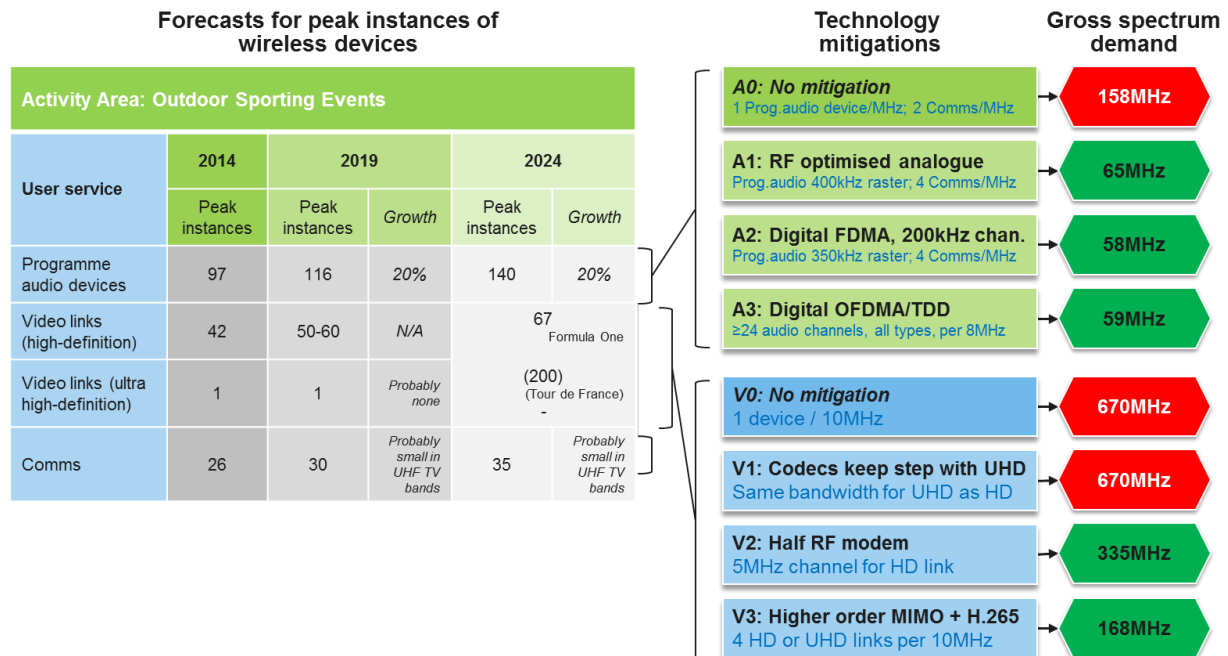 Forecasts for peak instances of
wireless devices
Technology
mitigations
Gross spectrum
demand
Activity Area: Outdoor Sporting Events
User service
2014
2019
2024
Peak
instances
Peak
instances
Growth
Peak
instances
Growth
Programme
audio devices
97
116
20%
140
20%
Video links
(high-definition)
42
50-60
N/A
67
Formula One
Video links (ultra
high-definition)
1
1
Probably
none
(200)
(Tour de France)
-
Comms
26
30
Probably
small in
UHF TV
bands
35
Probably
small in
UHF TV
bands
A0: No mitigation
1 Prog.audio device/MHz; 2 Comms/MHz
158MHz
A1: RF optimised analogue
Prog.audio 400kHz raster; 4 Comms/MHz
65MHz
A2: Digital FDMA, 200kHz chan.
Prog.audio 350kHz raster; 4 Comms/MHz
58MHz
A3: Digital OFDMA/TDD
≥24 audio channels, all types, per 8MHz
59MHz
V0: No mitigation
1 device / 10MHz
670MHz
V1: Codecs keep step with UHD
Same bandwidth for UHD as HD
670MHz
V2: Half RF modem
5MHz channel for HD link
335MHz
V3: Higher order MIMO + H.265
4 HD or UHD links per 10MHz
168MHz